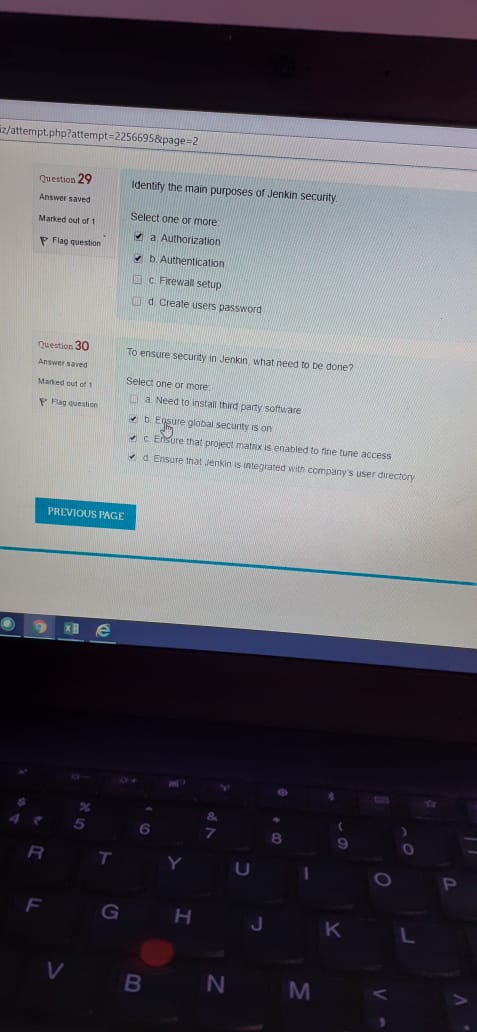 iz/attempt.php?attempt=2256695&page=2
Question 29
Answer saved
Marked out of 1
Flag question
Identify the main purposes of Jenkin security.
Select one or more:
a. Authorization
b. Authentication
c. Firewall setup
d. Create users password
Question 30
Answer saved
Marked out of 1
Flag question
To ensure security in Jenkin, what need to be done?
Select one or more:
a. Need to install third party software
b. Ensure global security is on
c. Ensure that project matrix is enabled to fine tune access
d. Ensure that Jenkin is integrated with company's user directory
PREVIOUS PAGE
$ % ^ & * ( )
4 ₹ 5 6 7 8 9 0
R T Y U I O P
F G H J K L
V B N M < >
,